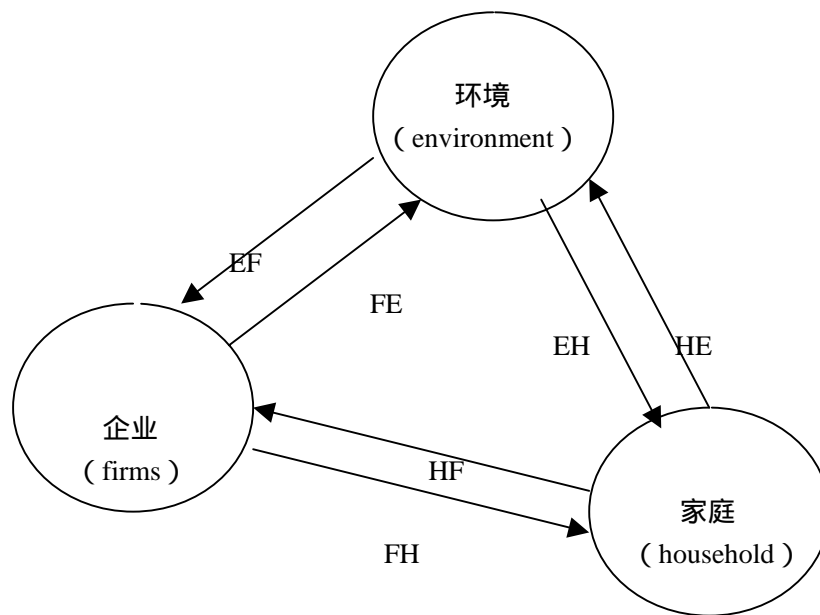 环境
（environment）
EF
FE
EH
HE
企业
（firms）
HF
家庭
（household）
FH